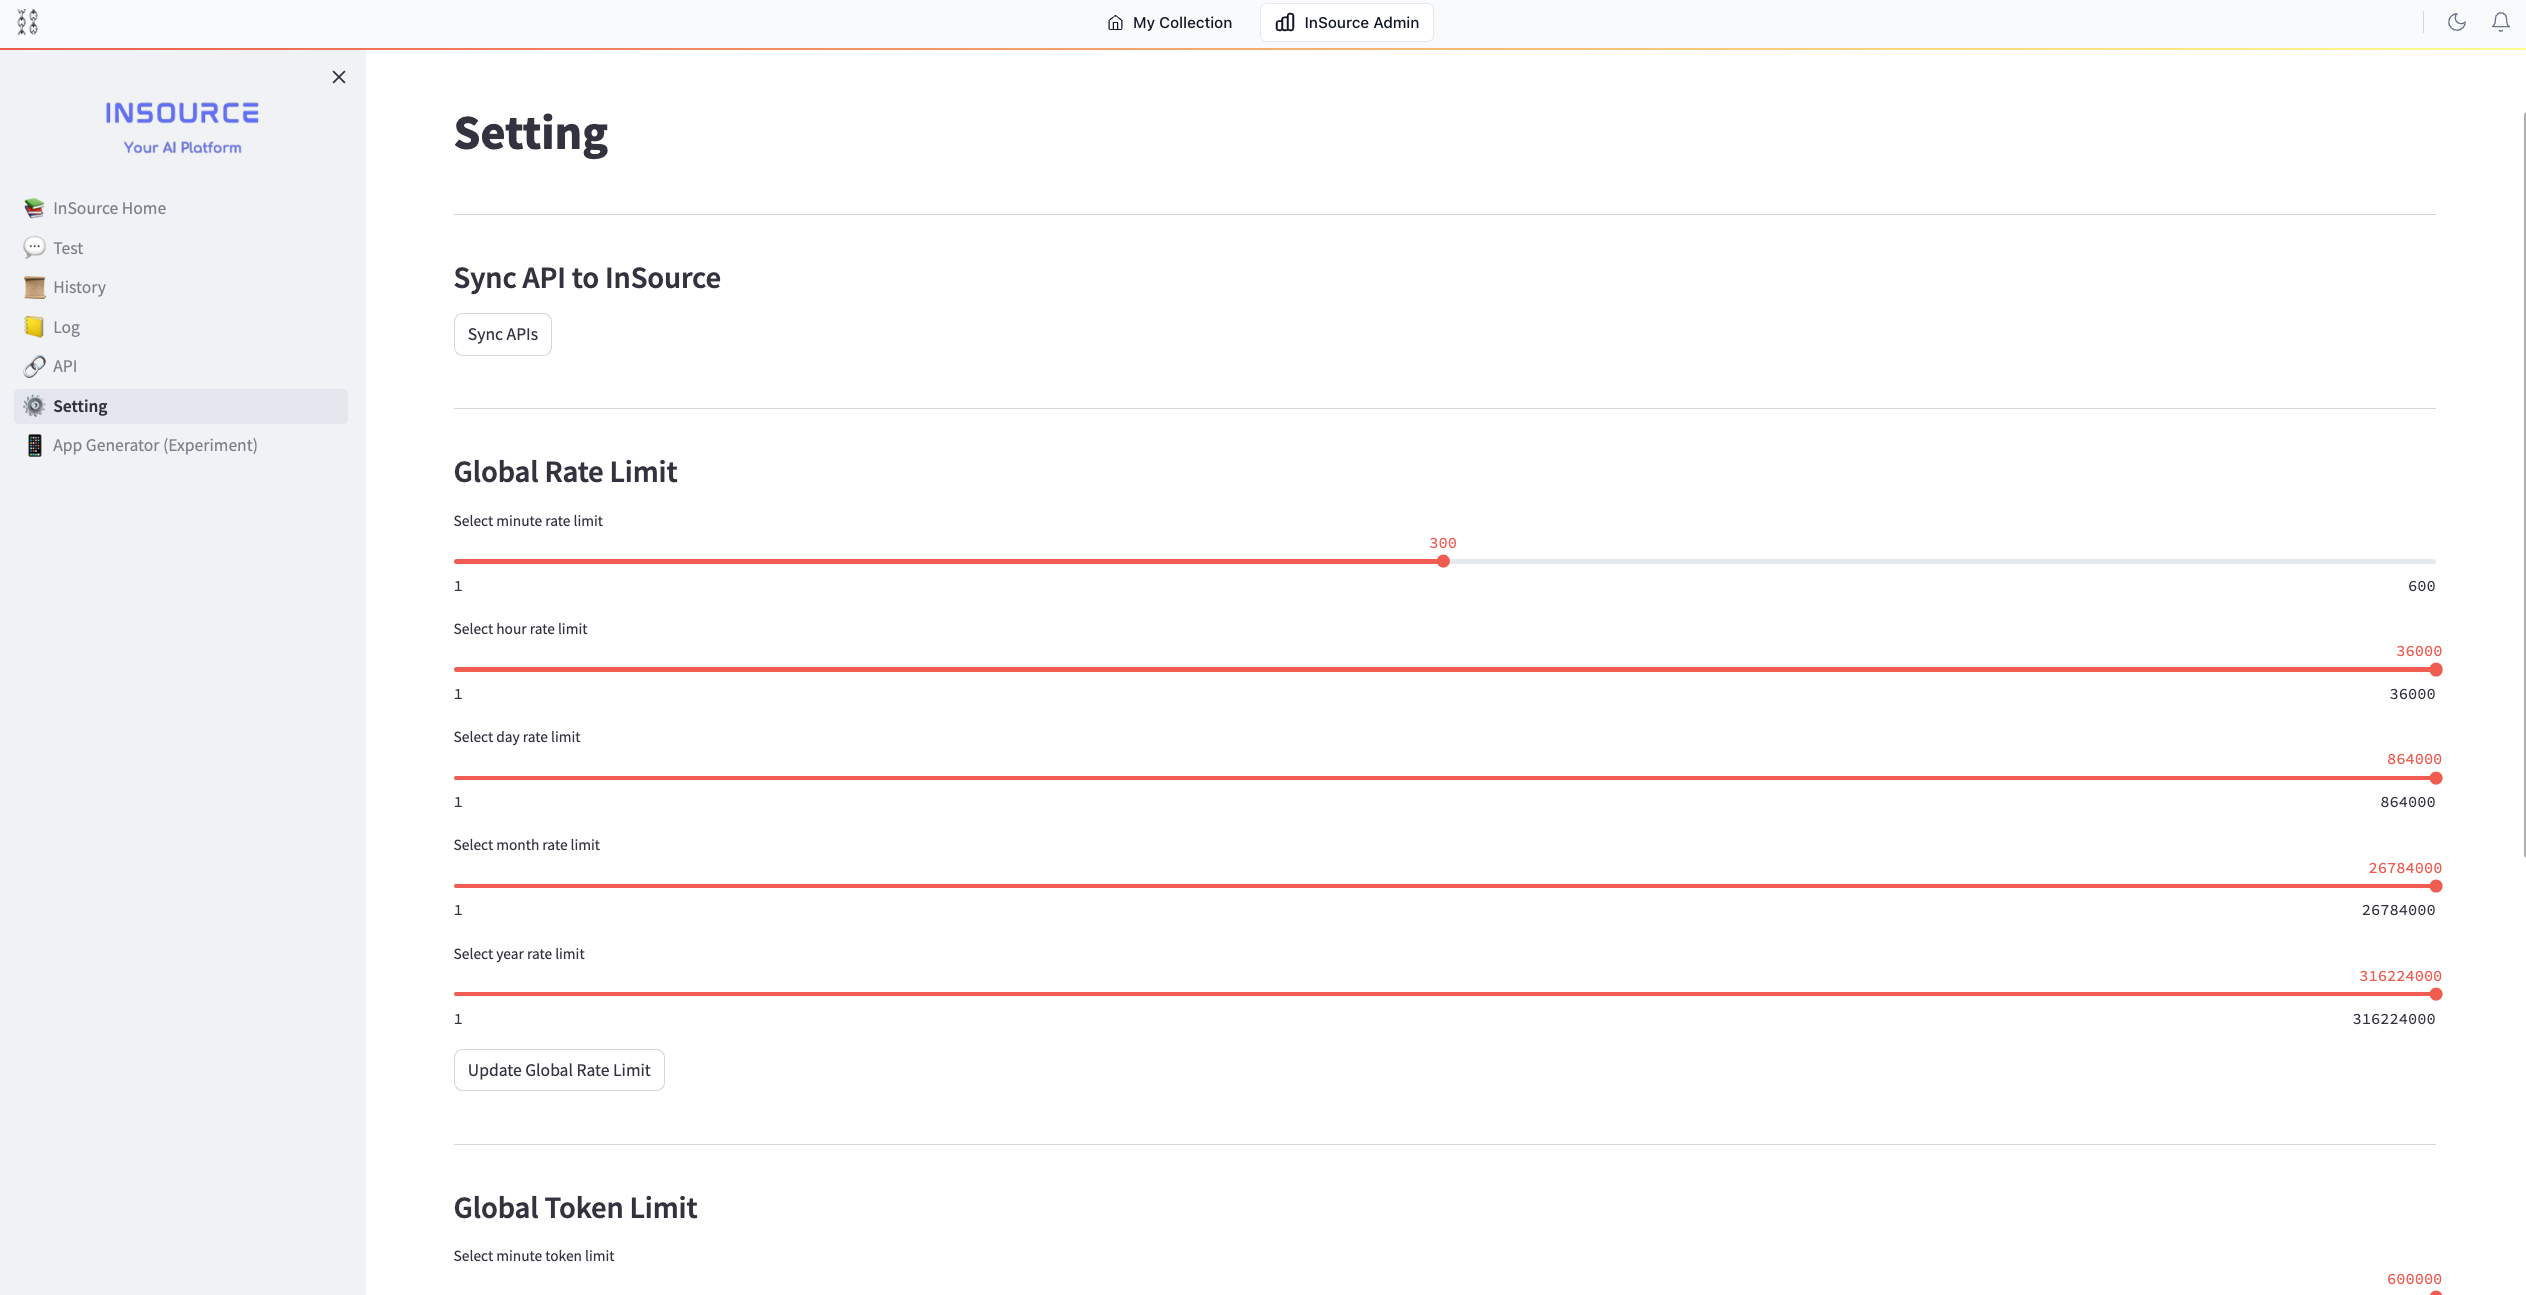 My Collection
InSource Admin
INSOURCE
Your AI Platform
InSource Home
Test
History
Log
API
Setting
App Generator (Experiment)
Setting
Sync API to InSource
Sync APIs
Global Rate Limit
Select minute rate limit
300
1 600
Select hour rate limit
36000
1 36000
Select day rate limit
864000
1 864000
Select month rate limit
26784000
1 26784000
Select year rate limit
316224000
1 316224000
Update Global Rate Limit
Global Token Limit
Select minute token limit
600000